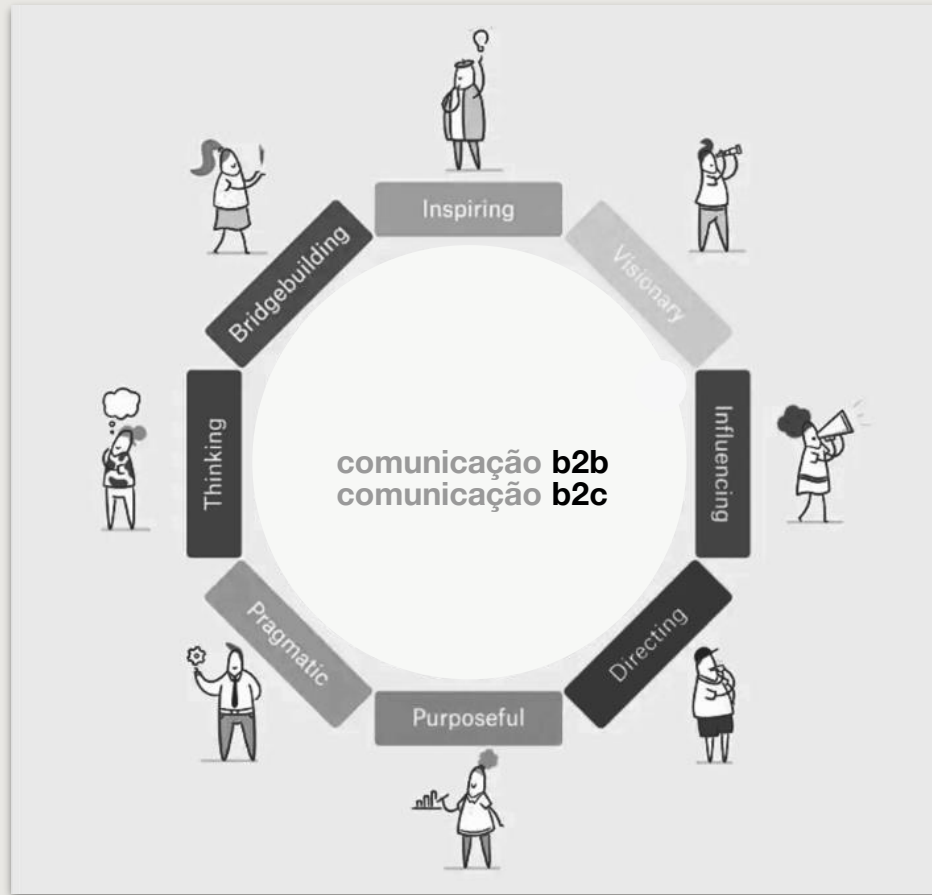 Inspiring
Visionary
Influencing
Directing
Purposeful
Pragmatic
Thinking
Bridgebuilding
comunicação b2b
comunicação b2c